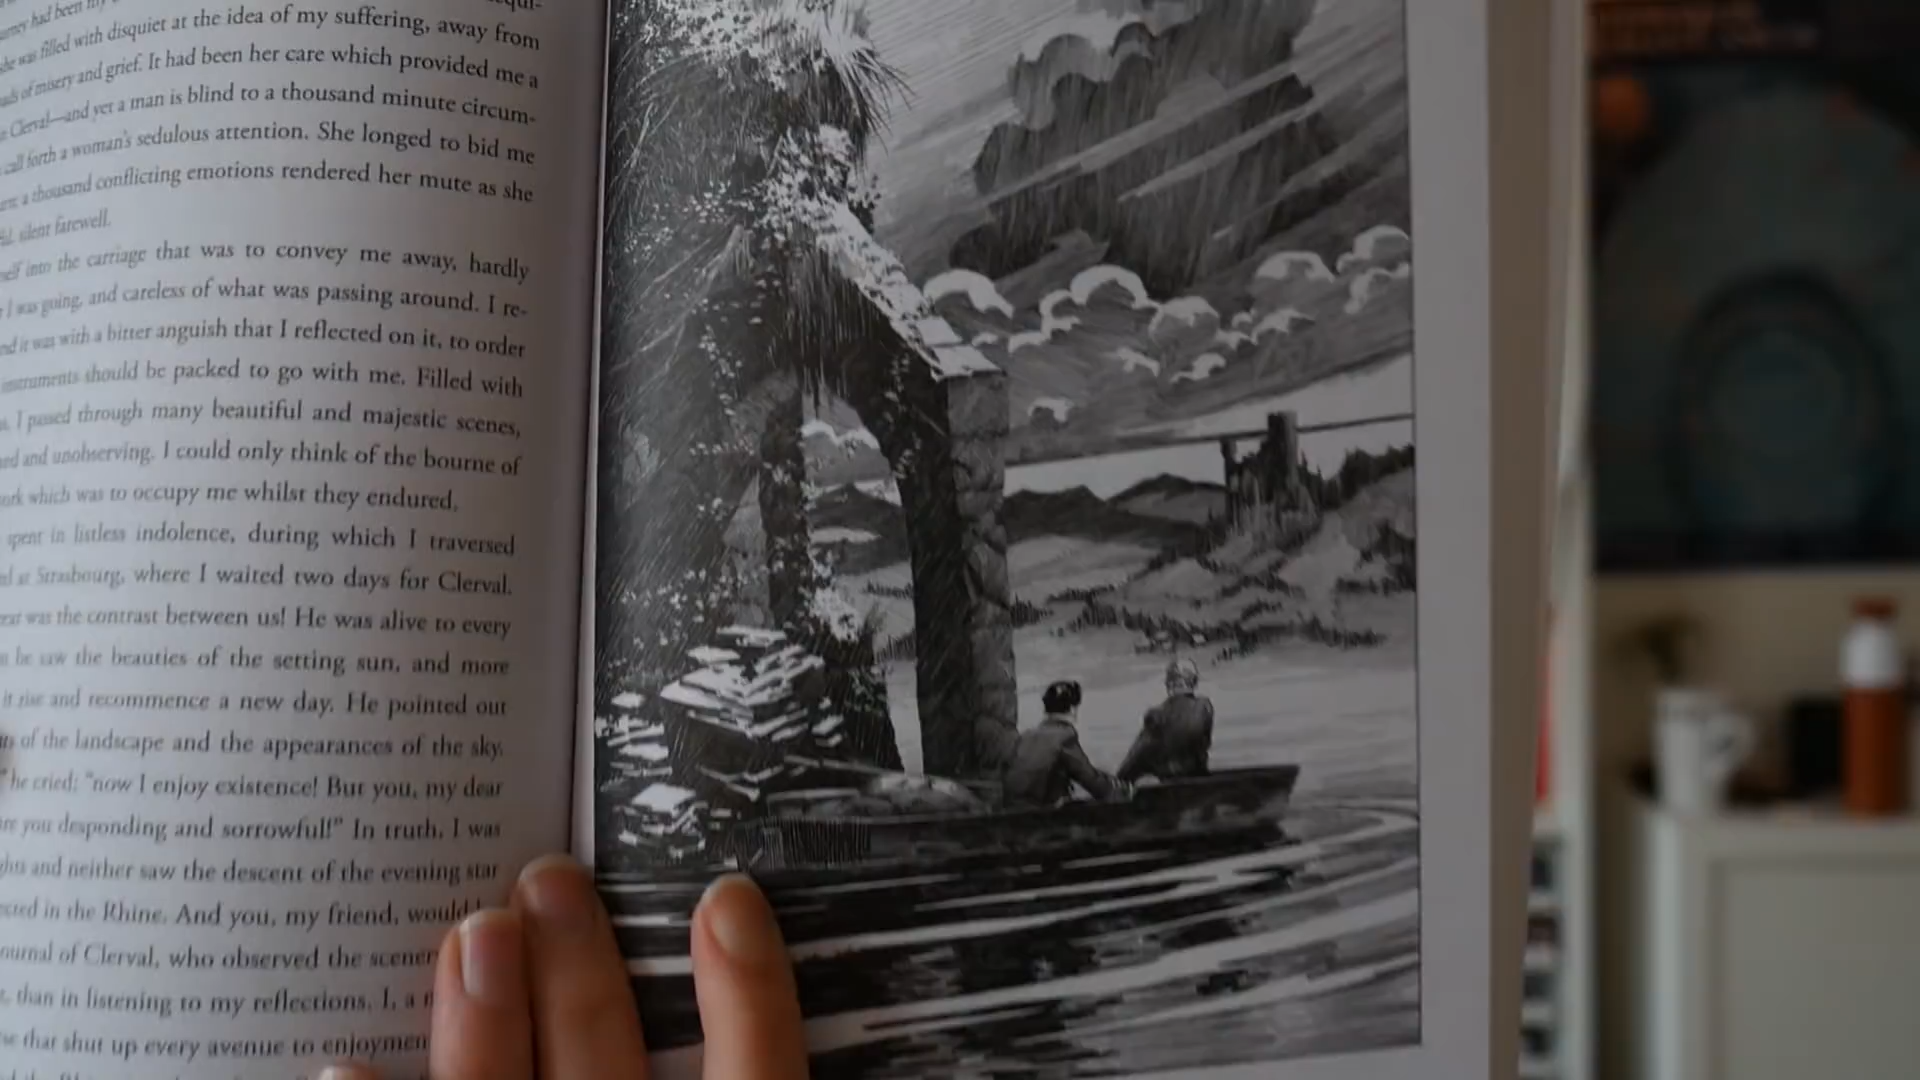 had been my
she was filled with disquiet at the idea of my suffering, away from
of misery and grief. It had been her care which provided me a
Clerval—and yet a man is blind to a thousand minute circum-
call forth a woman's sedulous attention. She longed to bid me
a thousand conflicting emotions rendered her mute as she
silent farewell.
into the carriage that was to convey me away, hardly
I was going, and careless of what was passing around. I re-
and it was with a bitter anguish that I reflected on it, to order
instruments should be packed to go with me. Filled with
I passed through many beautiful and majestic scenes,
and unobserving. I could only think of the bourne of
work which was to occupy me whilst they endured.
spent in listless indolence, during which I traversed
at Strasbourg, where I waited two days for Clerval.
was the contrast between us! He was alive to every
he saw the beauties of the setting sun, and more
it rise and recommence a new day. He pointed out
of the landscape and the appearances of the sky.
he cried; "now I enjoy existence! But you, my dear
are you desponding and sorrowful!" In truth, I was
and neither saw the descent of the evening star
in the Rhine. And you, my friend, would
journal of Clerval, who observed the
than in listening to my reflections. I, a
that shut up every avenue to